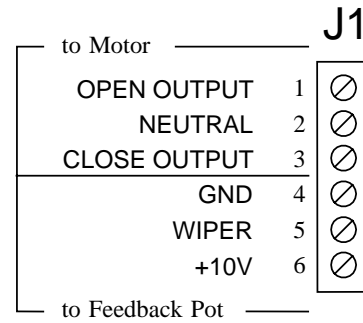 J1
to Motor
OPEN OUTPUT 1
NEUTRAL 2
CLOSE OUTPUT 3
GND 4
WIPER 5
+10V 6
to Feedback Pot